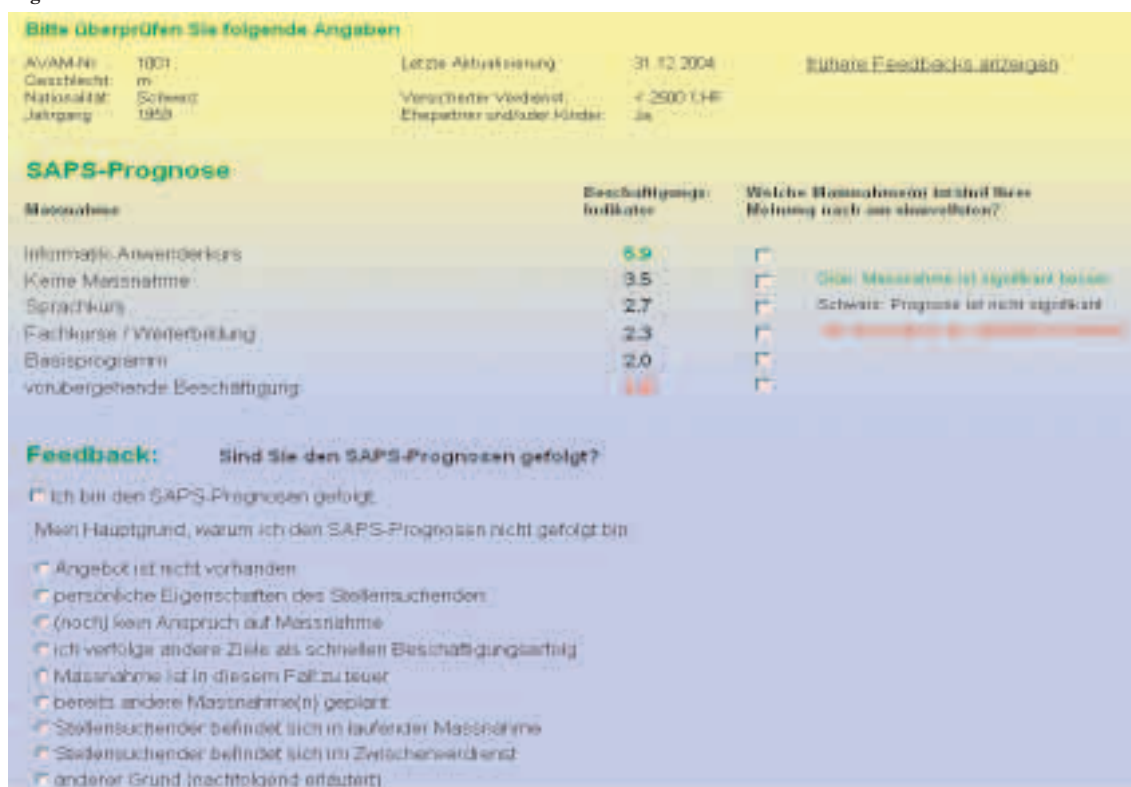 Bitte überprüfen Sie folgende Angaben
AVAM-Nr 1001 Letzte Aktualisierung 31.12.2004 frühere Feedbacks anzeigen
Geschlecht: m
Nationalität: Schweiz Versicherter Verdienst: < 2500 CHF
Jahrgang 1959 Ehepartner und/oder Kinder: Ja
SAPS-Prognose
Massnahme Beschäftigungs-Indikator Welche Massnahme(n) ist/sind Ihrer
Meinung nach am sinnvollsten?
Informatik-Anwenderkurs 5.9
Keine Massnahme 3.5 Grün: Massnahme ist signifikant besser
Sprachkurs 2.7 Schwarz: Prognose ist nicht signifikant
Fachkurse / Weiterbildung 2.3
Basisprogramm 2.0
vorübergehende Beschäftigung
Feedback: Sind Sie den SAPS-Prognosen gefolgt?
Ich bin den SAPS-Prognosen gefolgt
Mein Hauptgrund, warum ich den SAPS-Prognosen nicht gefolgt bin
Angebot ist nicht vorhanden
persönliche Eigenschaften des Stellensuchenden
(noch) kein Anspruch auf Massnahme
ich verfolge andere Ziele als schnellen Beschäftigungserfolg
Massnahme ist in diesem Fall zu teuer
bereits andere Massnahme(n) geplant
Stellensuchender befindet sich in laufender Massnahme
Stellensuchender befindet sich im Zwischenverdienst
anderer Grund (nachfolgend erläutert)